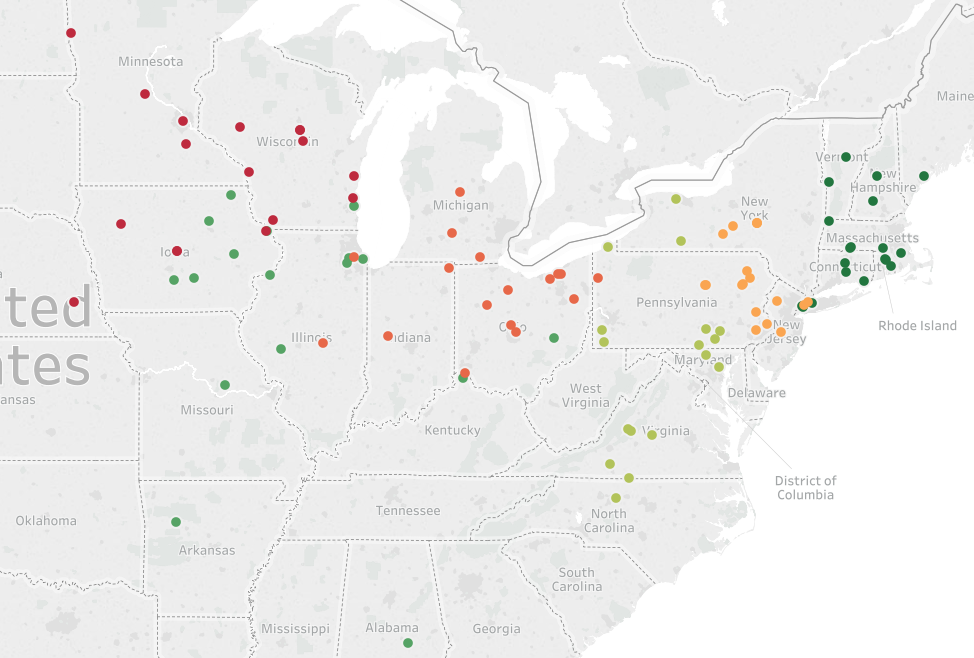 Minnesota
Maine
Wisconsin
Vermont
New
Hampshire
Michigan
New
York
Massachusetts
Iowa
Connecticut
ted
Pennsylvania
Rhode Island
Illinois
Indiana
Ohio
New
Jersey
ates
Maryland
ansas
Missouri
West
Virginia
Delaware
Kentucky
Virginia
District of
Columbia
Tennessee
North
Carolina
Oklahoma
Arkansas
South
Carolina
Mississippi
Alabama
Georgia